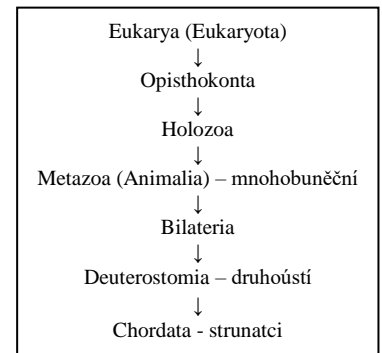 Eukarya (Eukaryota)
↓
Opisthokonta
↓
Holozoa
↓
Metazoa (Animalia) – mnohobuněční
↓
Bilateria
↓
Deuterostomia – druhoústí
↓
Chordata - strunatci